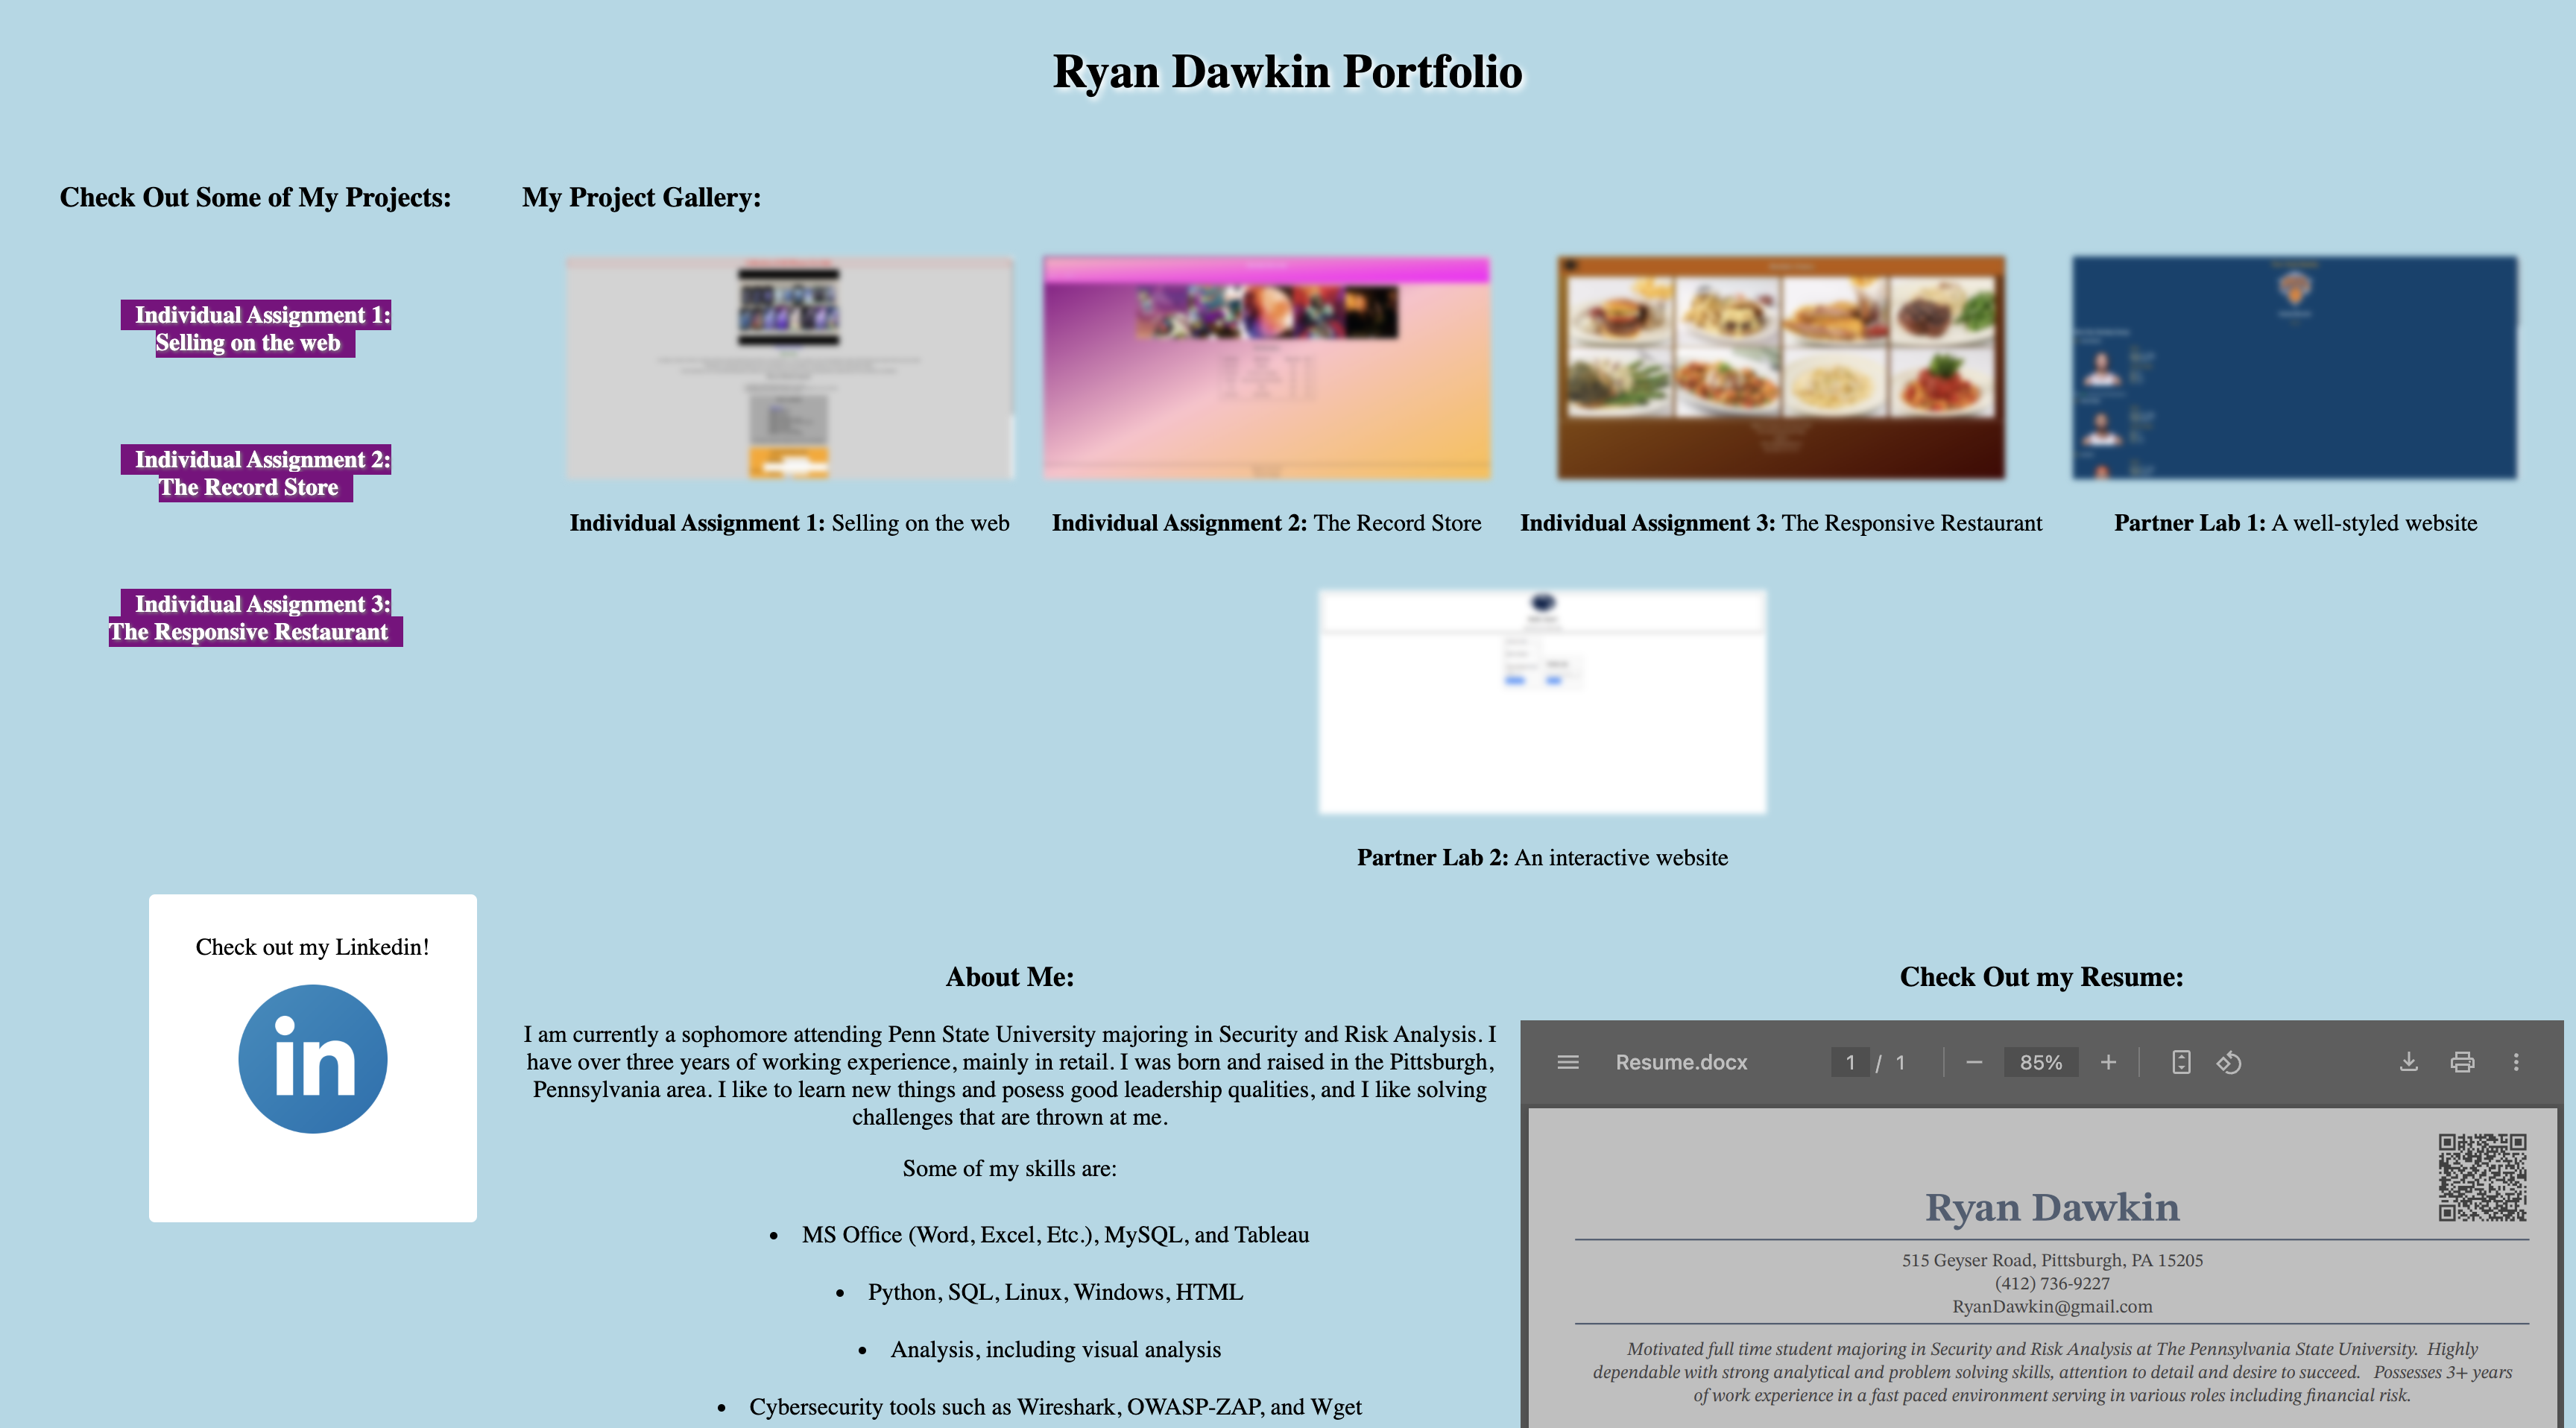 Ryan Dawkin Portfolio
Check Out Some of My Projects:
Individual Assignment 1:
Selling on the web
Individual Assignment 2:
The Record Store
Individual Assignment 3:
The Responsive Restaurant
My Project Gallery:
Individual Assignment 1: Selling on the web
Individual Assignment 2: The Record Store
Individual Assignment 3: The Responsive Restaurant
Partner Lab 1: A well-styled website
Partner Lab 2: An interactive website
Check out my Linkedin!
in
About Me:
I am currently a sophomore attending Penn State University majoring in Security and Risk Analysis. I
have over three years of working experience, mainly in retail. I was born and raised in the Pittsburgh,
Pennsylvania area. I like to learn new things and posess good leadership qualities, and I like solving
challenges that are thrown at me.
Some of my skills are:
• MS Office (Word, Excel, Etc.), MySQL, and Tableau
• Python, SQL, Linux, Windows, HTML
• Analysis, including visual analysis
• Cybersecurity tools such as Wireshark, OWASP-ZAP, and Wget
Check Out my Resume:
Resume.docx 1 / 1 85%
Ryan Dawkin
515 Geyser Road, Pittsburgh, PA 15205
(412) 736-9227
RyanDawkin@gmail.com
Motivated full time student majoring in Security and Risk Analysis at The Pennsylvania State University. Highly
dependable with strong analytical and problem solving skills, attention to detail and desire to succeed. Possesses 3+ years
of work experience in a fast paced environment serving in various roles including financial risk.